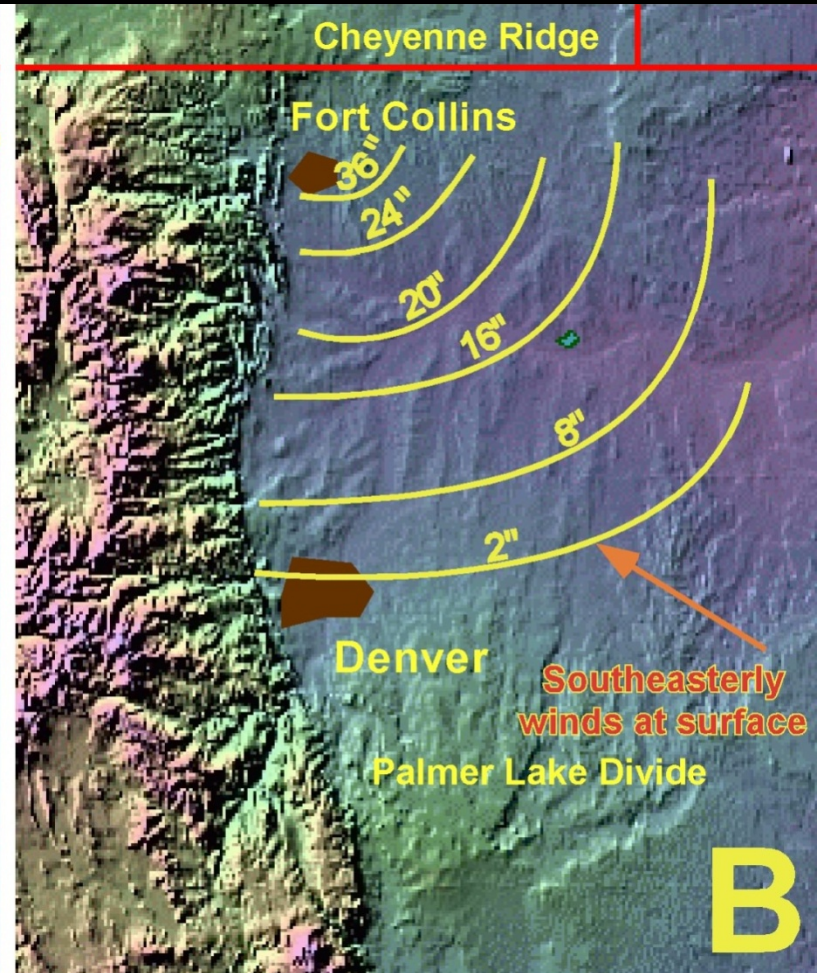 Cheyenne Ridge
Fort Collins
36"
24"
20"
16"
8"
2"
Denver
Southeasterly
winds at surface
Palmer Lake Divide
B